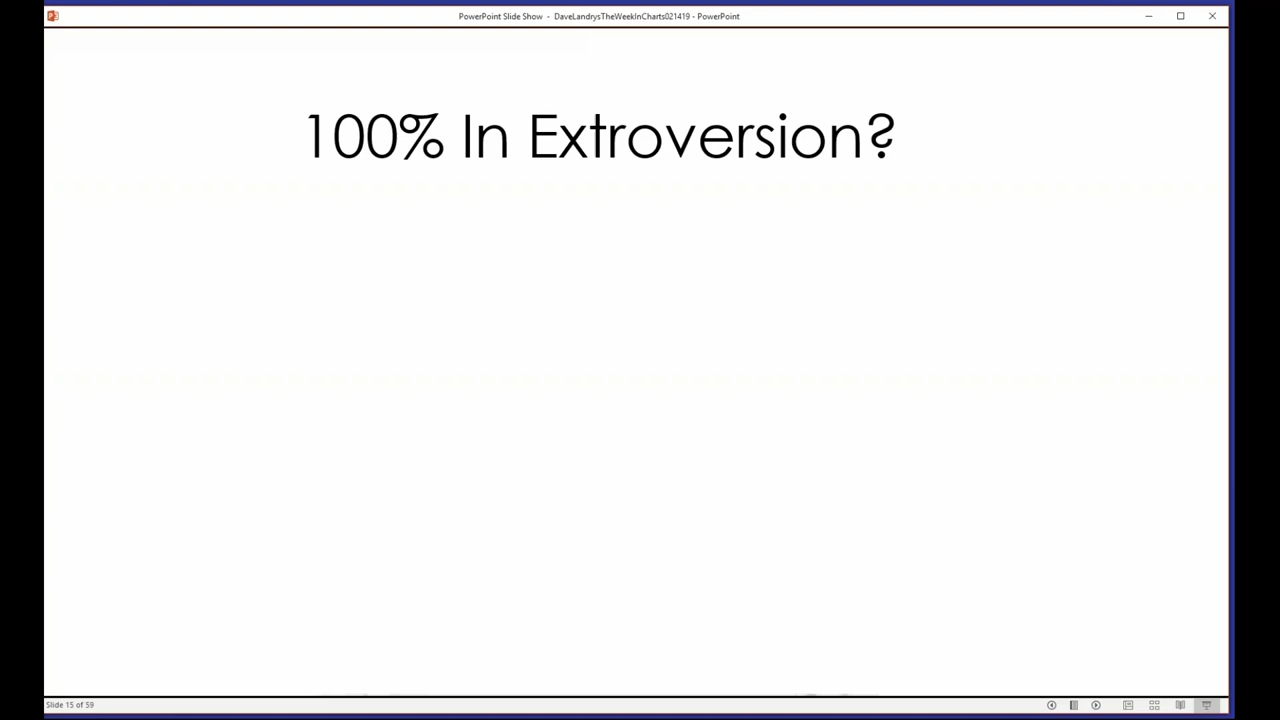 PowerPoint Slide Show - DaveLandrysTheWeekInCharts021419 - PowerPoint
100% In Extroversion?
Slide 15 of 59